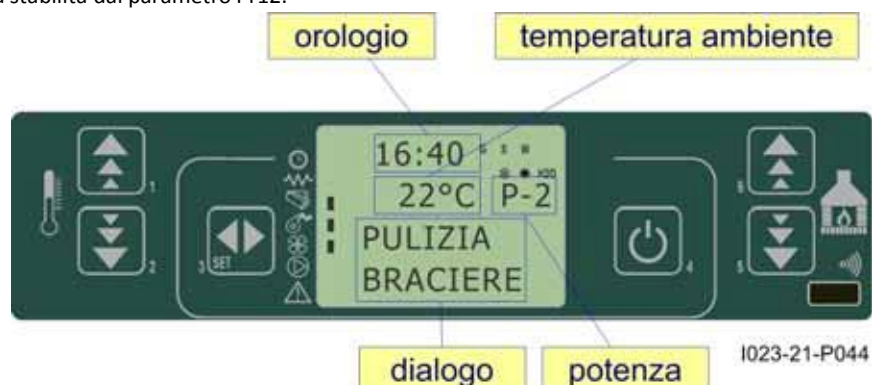 a stabilita dal parametro Pr12.
orologio
temperatura ambiente
16:40
G S W
22°C P-2
PULIZIA
BRACIERE
1
2
3 SET
4
6
5
I023-21-P044
dialogo
potenza